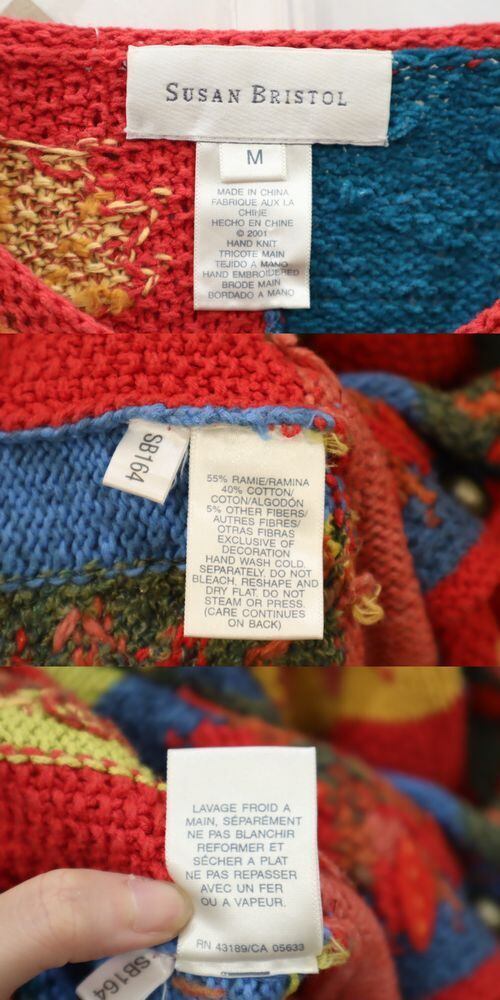 SUSAN BRISTOL
M
MADE IN CHINA
FABRIQUE AUX LA
CHINE
HECHO EN CHINE
© 2001
HAND KNIT
TRICOTE MAIN
TEJIDO A MANO
HAND EMBROIDERED
BRODE MAIN
BORDADO A MANO
SB164
55% RAMIE/RAMINA
40% COTTON/
COTON/ALGODÓN
5% OTHER FIBERS/
AUTRES FIBRES/
OTRAS FIBRAS
EXCLUSIVE OF
DECORATION
HAND WASH COLD,
SEPARATELY. DO NOT
BLEACH, RESHAPE AND
DRY FLAT. DO NOT
STEAM OR PRESS.
(CARE CONTINUES
ON BACK)
LAVAGE FROID A
MAIN, SÉPARÉMENT
NE PAS BLANCHIR
REFORMER ET
SÉCHER A PLAT
NE PAS REPASSER
AVEC UN FER
OU A VAPEUR.
RN 43189/CA 05633
SB164